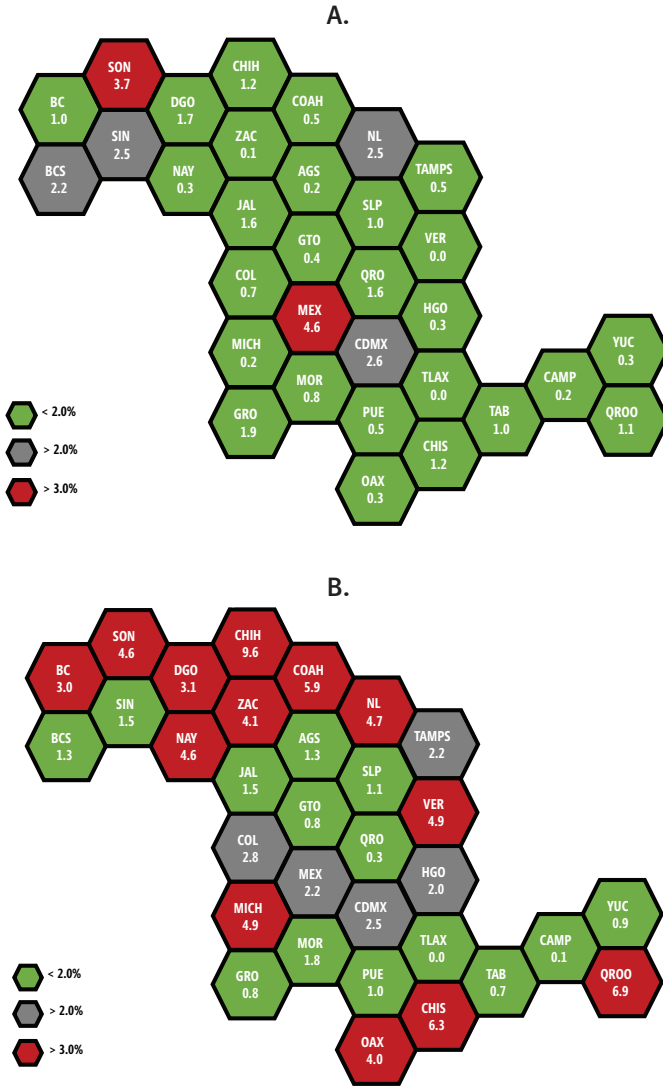 A.
SON
3.7
CHIH
1.2
BC
1.0
DGO
1.7
COAH
0.5
SIN
2.5
ZAC
0.1
NL
2.5
BCS
2.2
NAY
0.3
AGS
0.2
TAMPS
0.5
JAL
1.6
SLP
1.0
GTO
0.4
VER
0.0
COL
0.7
QRO
1.6
MEX
4.6
HGO
0.3
MICH
0.2
CDMX
2.6
YUC
0.3
MOR
0.8
TLAX
0.0
CAMP
0.2
GRO
1.9
PUE
0.5
TAB
1.0
QROO
1.1
CHIS
1.2
OAX
0.3
< 2.0%
> 2.0%
> 3.0%
B.
SON
4.6
CHIH
9.6
BC
3.0
DGO
3.1
COAH
5.9
SIN
1.5
ZAC
4.1
NL
4.7
BCS
1.3
NAY
4.6
AGS
1.3
TAMPS
2.2
JAL
1.5
SLP
1.1
GTO
0.8
VER
4.9
COL
2.8
QRO
0.3
MEX
2.2
HGO
2.0
MICH
4.9
CDMX
2.5
YUC
0.9
MOR
1.8
TLAX
0.0
CAMP
0.1
GRO
0.8
PUE
1.0
TAB
0.7
QROO
6.9
CHIS
6.3
OAX
4.0
< 2.0%
> 2.0%
> 3.0%